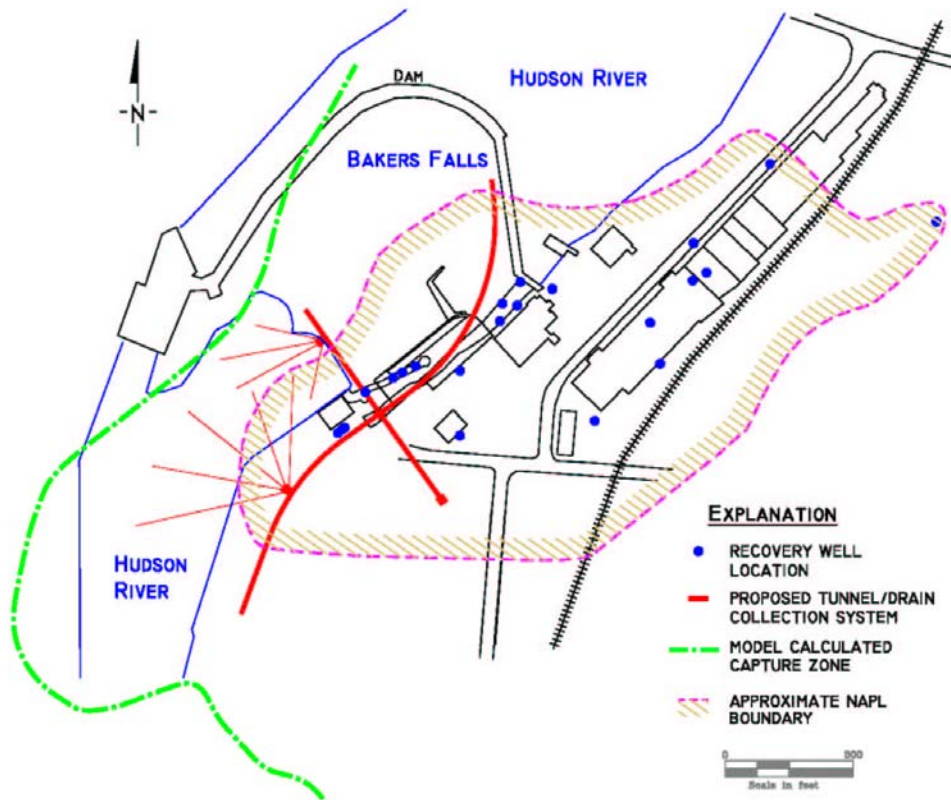 DAM
HUDSON RIVER
-N-
BAKERS FALLS
HUDSON
RIVER
EXPLANATION
RECOVERY WELL
LOCATION
PROPOSED TUNNEL/DRAIN
COLLECTION SYSTEM
MODEL CALCULATED
CAPTURE ZONE
APPROXIMATE NAPL
BOUNDARY
0 300
Scale in feet